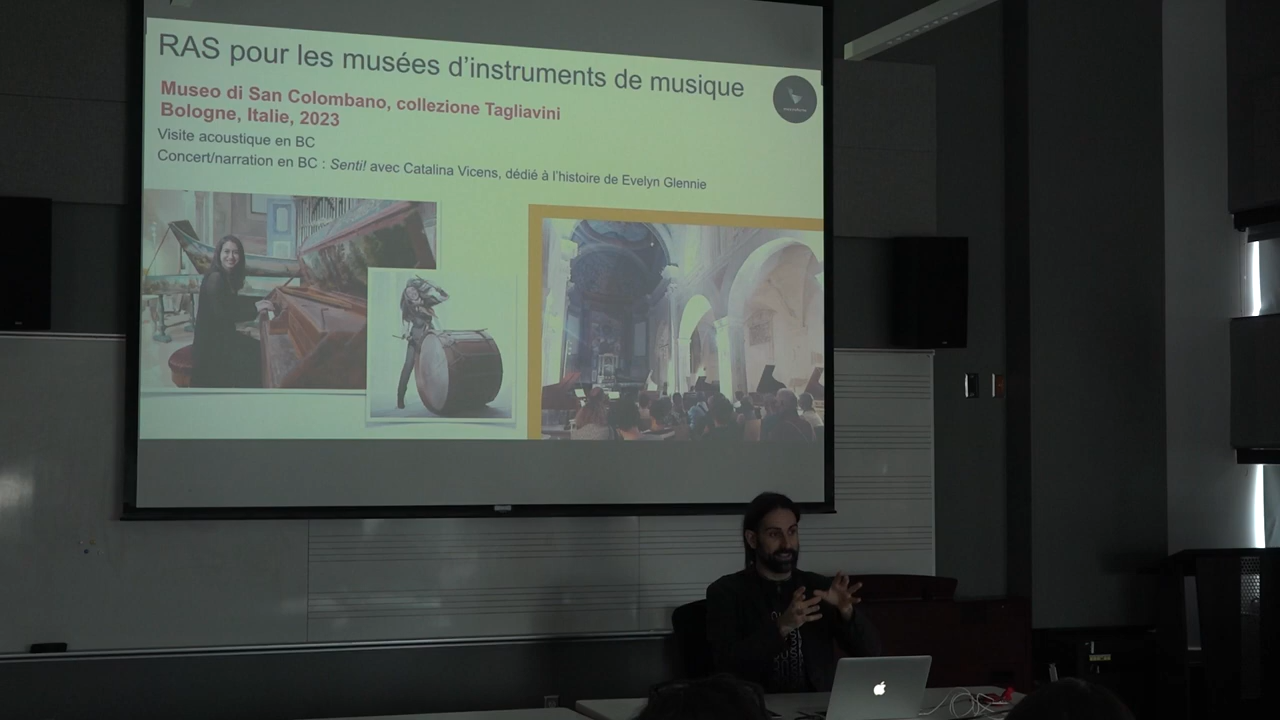 RAS pour les musées d'instruments de musique
Museo di San Colombano, collezione Tagliavini
Bologne, Italie, 2023
Visite acoustique en BC
Concert/narration en BC : Senti! avec Catalina Vicens, dédié à l'histoire de Evelyn Glennie